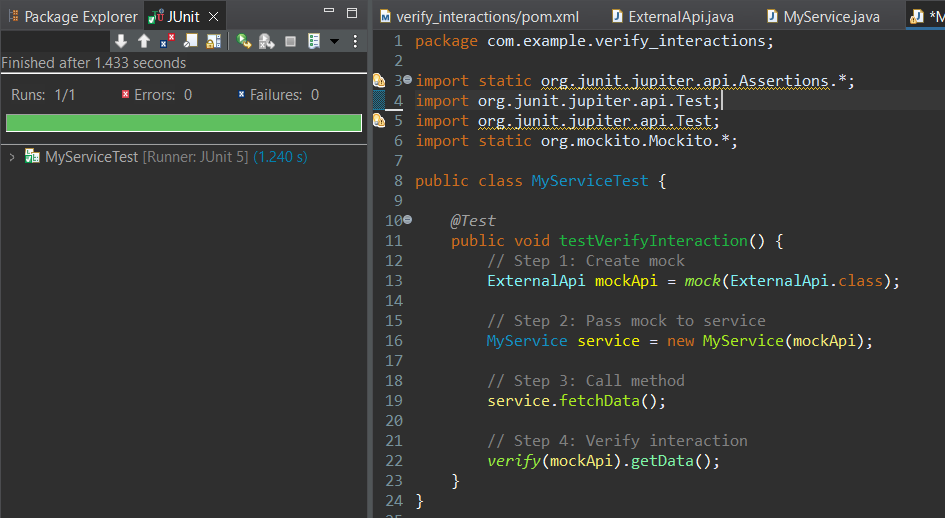 Package Explorer
JUnit
Finished after 1.433 seconds
Runs: 1/1
Errors: 0
Failures: 0
MyServiceTest [Runner: JUnit 5] (1.240 s)
verify_interactions/pom.xml
ExternalApi.java
MyService.java
*M
1 package com.example.verify_interactions;
2
3 import static org.junit.jupiter.api.Assertions.*;
4 import org.junit.jupiter.api.Test;
5 import org.junit.jupiter.api.Test;
6 import static org.mockito.Mockito.*;
7
8 public class MyServiceTest {
9
10 @Test
11 public void testVerifyInteraction() {
12 // Step 1: Create mock
13 ExternalApi mockApi = mock(ExternalApi.class);
14
15 // Step 2: Pass mock to service
16 MyService service = new MyService(mockApi);
17
18 // Step 3: Call method
19 service.fetchData();
20
21 // Step 4: Verify interaction
22 verify(mockApi).getData();
23 }
24 }